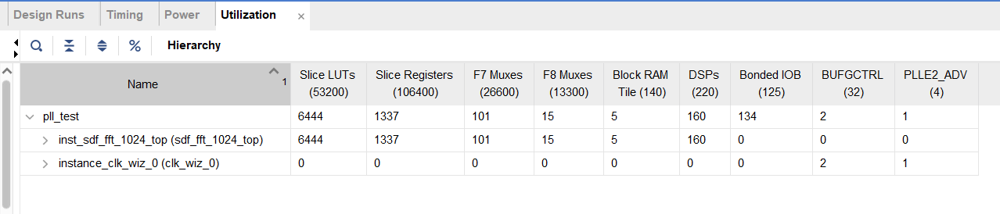 Design Runs Timing Power Utilization ×
% Hierarchy
Name 1 Slice LUTs (53200) Slice Registers (106400) F7 Muxes (26600) F8 Muxes (13300) Block RAM Tile (140) DSPs (220) Bonded IOB (125) BUFGCTRL (32) PLLE2_ADV (4)
pll_test 6444 1337 101 15 5 160 134 2 1
inst_sdf_fft_1024_top (sdf_fft_1024_top) 6444 1337 101 15 5 160 0 0 0
instance_clk_wiz_0 (clk_wiz_0) 0 0 0 0 0 0 0 2 1